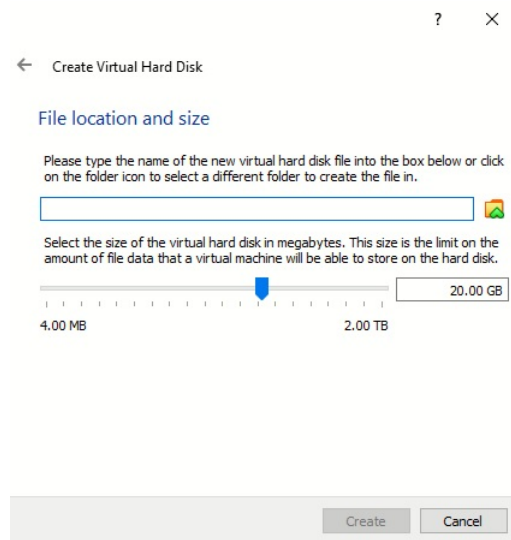 ?
Create Virtual Hard Disk
File location and size
Please type the name of the new virtual hard disk file into the box below or click
on the folder icon to select a different folder to create the file in.
Select the size of the virtual hard disk in megabytes. This size is the limit on the
amount of file data that a virtual machine will be able to store on the hard disk.
20.00 GB
4.00 MB 2.00 TB
Create Cancel